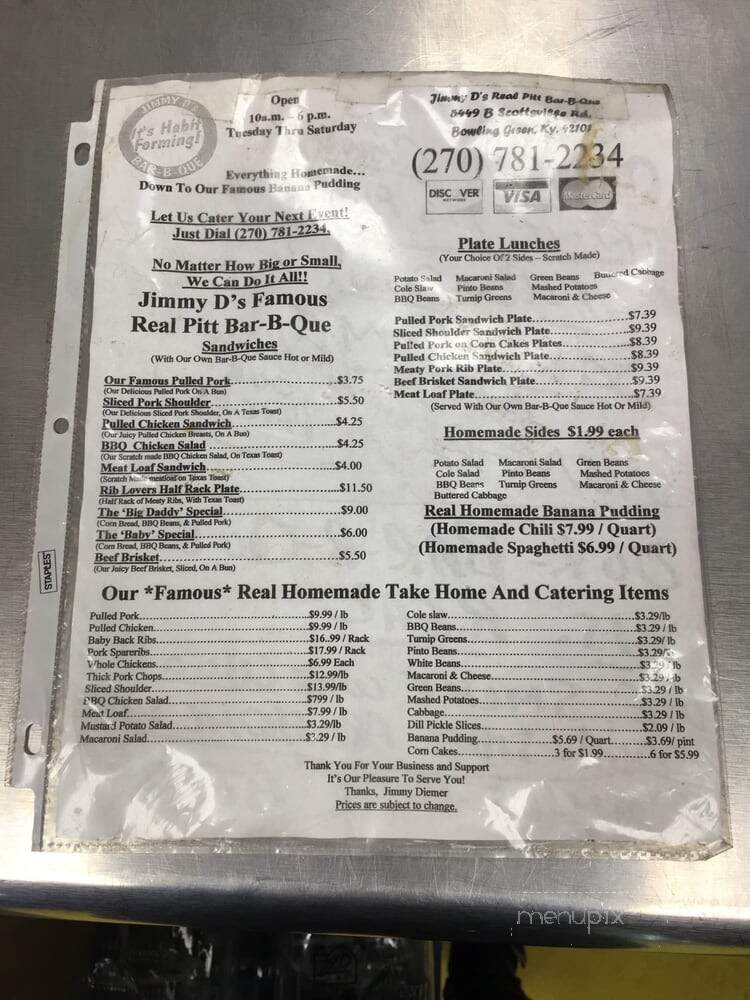 JIMMY D'S
It's Habit
Forming!
BAR-B-QUE
Open
10a.m. – 6 p.m.
Tuesday Thru Saturday
Everything Homemade...
Down To Our Famous Banana Pudding
Let Us Cater Your Next Event!
Just Dial (270) 781-2234.
No Matter How Big or Small,
We Can Do It All!!
Jimmy D's Famous
Real Pitt Bar-B-Que
Sandwiches
(With Our Own Bar-B-Que Sauce Hot or Mild)
Our Famous Pulled Pork....................$3.75
(Our Delicious Pulled Pork On A Bun)
Sliced Pork Shoulder........................$5.50
(Our Delicious Sliced Pork Shoulder, On A Texas Toast)
Pulled Chicken Sandwich....................$4.25
(Our Juicy Pulled Chicken Breasts, On A Bun)
BBQ Chicken Salad ........................$4.25
(Our Scratch made BBQ Chicken Salad, On Texas Toast)
Meat Loaf Sandwich........................$4.00
(Scratch Made meatloaf on Texas Toast)
Rib Lovers Half Rack Plate....................$11.50
(Half Rack of Meaty Ribs, With Texas Toast)
The 'Big Daddy' Special....................$9.00
(Corn Bread, BBQ Beans, & Pulled Pork)
The 'Baby' Special........................$6.00
(Corn Bread, BBQ Beans, & Pulled Pork)
Beef Brisket........................$5.50
(Our Juicy Beef Brisket, Sliced, On A Bun)
Jimmy D's Real Pitt Bar-B-Que
5449 B Scottsville Rd.
Bowling Green, Ky. 42101
(270) 781-2234
DISC VER NETWORK VISA MasterCard
Plate Lunches
(Your Choice Of 2 Sides – Scratch Made)
Potato Salad Macaroni Salad Green Beans Buttered Cabbage
Cole Slaw Pinto Beans Mashed Potatoes
BBQ Beans Turnip Greens Macaroni & Cheese
Pulled Pork Sandwich Plate....................$7.39
Sliced Shoulder Sandwich Plate....................$9.39
Pulled Pork on Corn Cakes Plates....................$8.39
Pulled Chicken Sandwich Plate....................$8.39
Meaty Pork Rib Plate....................$9.39
Beef Brisket Sandwich Plate....................$9.39
Meat Loaf Plate....................$7.39
(Served With Our Own Bar-B-Que Sauce Hot Or Mild)
Homemade Sides $1.99 each
Potato Salad Macaroni Salad Green Beans
Cole Salad Pinto Beans Mashed Potatoes
BBQ Beans Turnip Greens Macaroni & Cheese
Buttered Cabbage
Real Homemade Banana Pudding
(Homemade Chili $7.99 / Quart)
(Homemade Spaghetti $6.99 / Quart)
STAPLES
Our *Famous* Real Homemade Take Home And Catering Items
Pulled Pork....................$9.99 / lb
Pulled Chicken....................$9.99 / lb
Baby Back Ribs....................$16..99 / Rack
Pork Spareribs....................$17.99 / Rack
Whole Chickens....................$6.99 Each
Thick Pork Chops....................$12.99/lb
Sliced Shoulder....................$13.99/lb
BBQ Chicken Salad....................$799 / lb
Meat Loaf....................$7.99 / lb
Mustard Potato Salad....................$3.29/lb
Macaroni Salad....................$3.29 / lb
Cole slaw....................$3.29/lb
BBQ Beans....................$3.29 / lb
Turnip Greens....................$3.29/ lb
Pinto Beans....................$3.29/lb
White Beans....................$3.29 / lb
Macaroni & Cheese....................$3.29 / lb
Green Beans....................$3.29 / lb
Mashed Potatoes....................$3.29 / lb
Cabbage....................$3.29 / lb
Dill Pickle Slices....................$2.09 / lb
Banana Pudding............$5.69 / Quart.........$3.69/ pint
Corn Cakes....................3 for $1.99............6 for $5.99
Thank You For Your Business and Support
It's Our Pleasure To Serve You!
Thanks, Jimmy Diemer
Prices are subject to change.
menupix